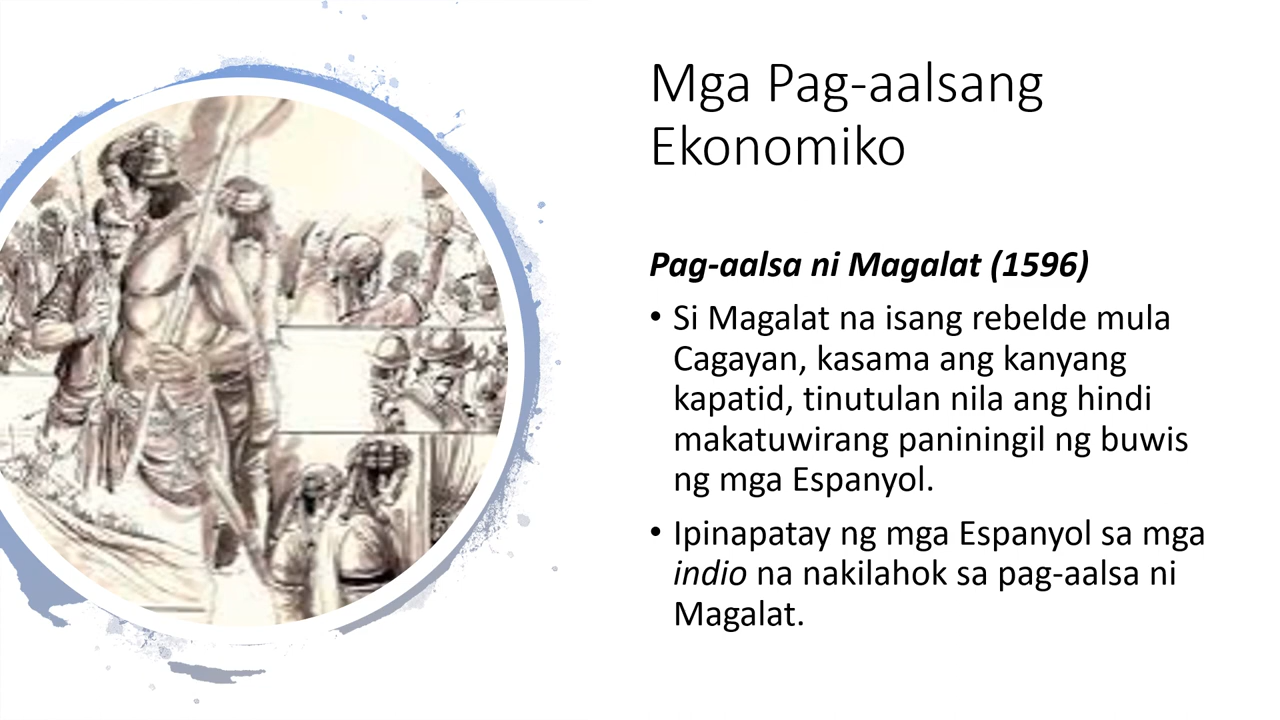 Mga Pag-aalsang
Ekonomiko
Pag-aalsa ni Magalat (1596)
• Si Magalat na isang rebelde mula
Cagayan, kasama ang kanyang
kapatid, tinutulan nila ang hindi
makatuwirang paniningil ng buwis
ng mga Espanyol.
• Ipinapatay ng mga Espanyol sa mga
indio na nakilahok sa pag-aalsa ni
Magalat.